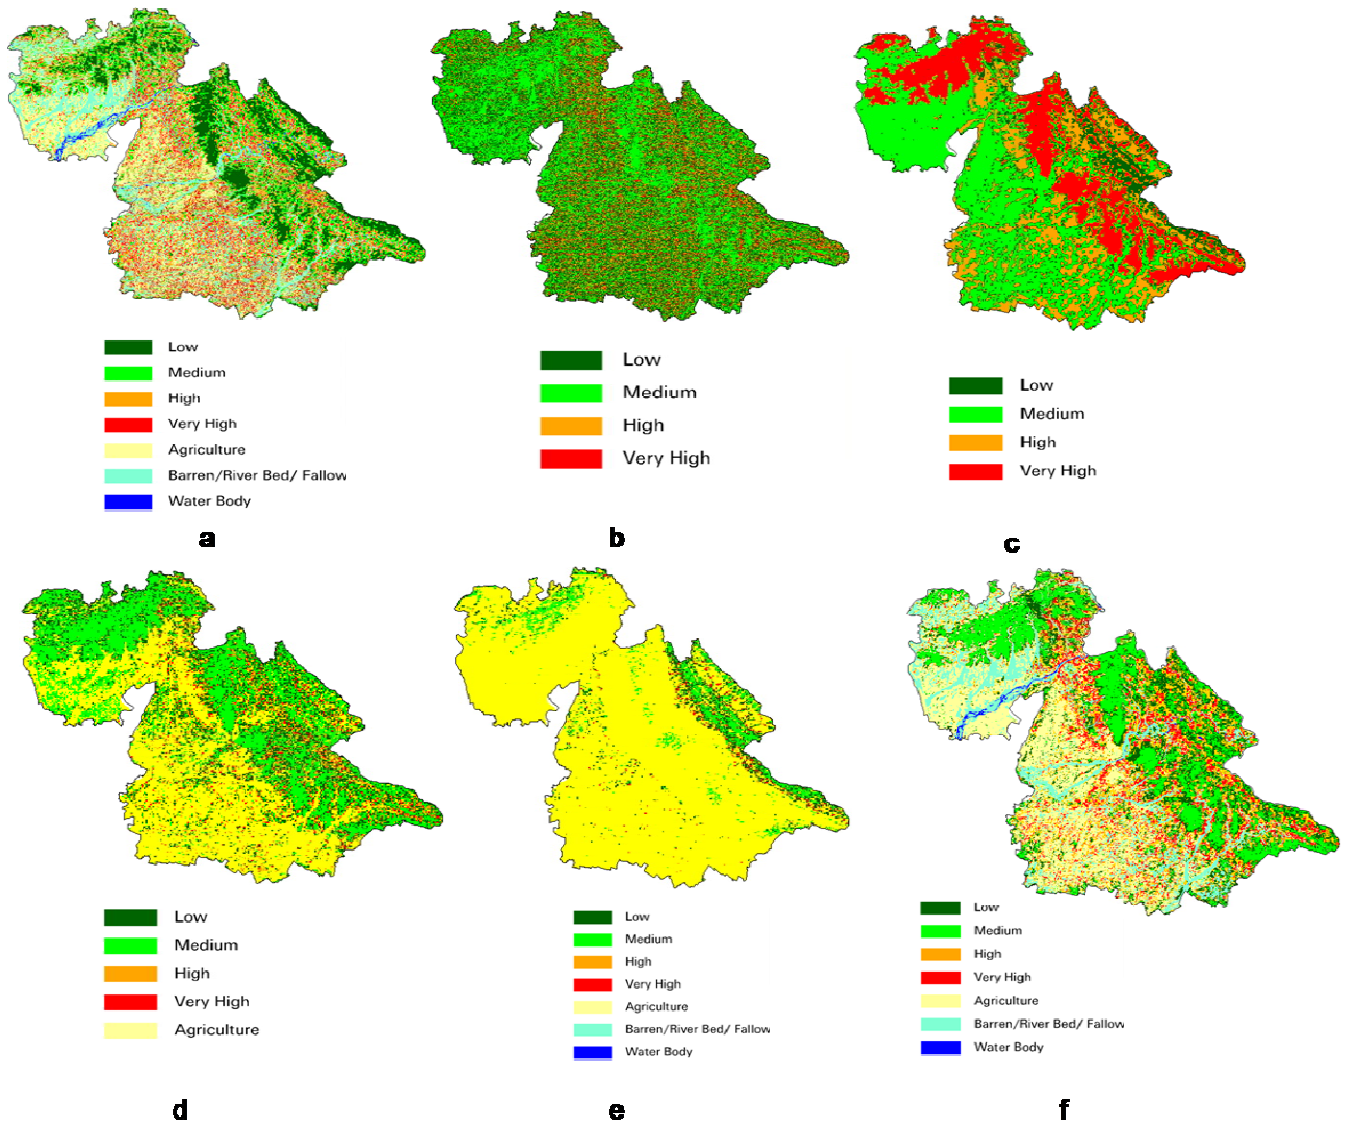 Low
Medium
High
Very High
Agriculture
Barren/River Bed/ Fallow
Water Body
a
Low
Medium
High
Very High
b
Low
Medium
High
Very High
c
Low
Medium
High
Very High
Agriculture
d
Low
Medium
High
Very High
Agriculture
Barren/River Bed/ Fallow
Water Body
e
Low
Medium
High
Very High
Agriculture
Barren/River Bed/ Fallow
Water Body
f